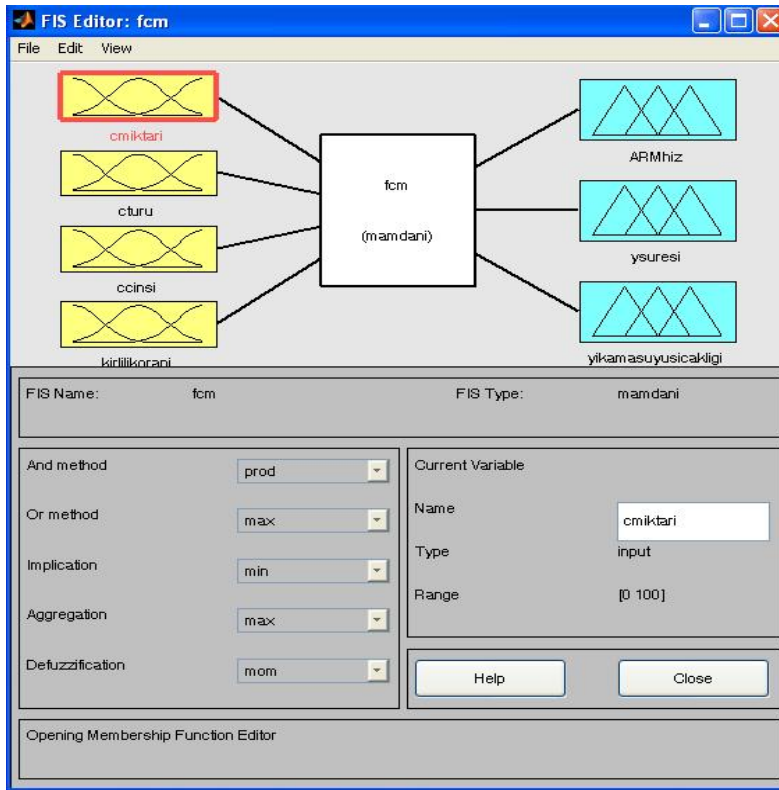 FIS Editor: fcm
File Edit View
cmiktari
cturu
ccinsi
kirlilikorani
fcm
(mamdani)
ARMhiz
ysuresi
yikamasuyusicakligi
FIS Name: fcm FIS Type: mamdani
And method prod
Or method max
Implication min
Aggregation max
Defuzzification mom
Current Variable
Name cmiktari
Type input
Range [0 100]
Help Close
Opening Membership Function Editor